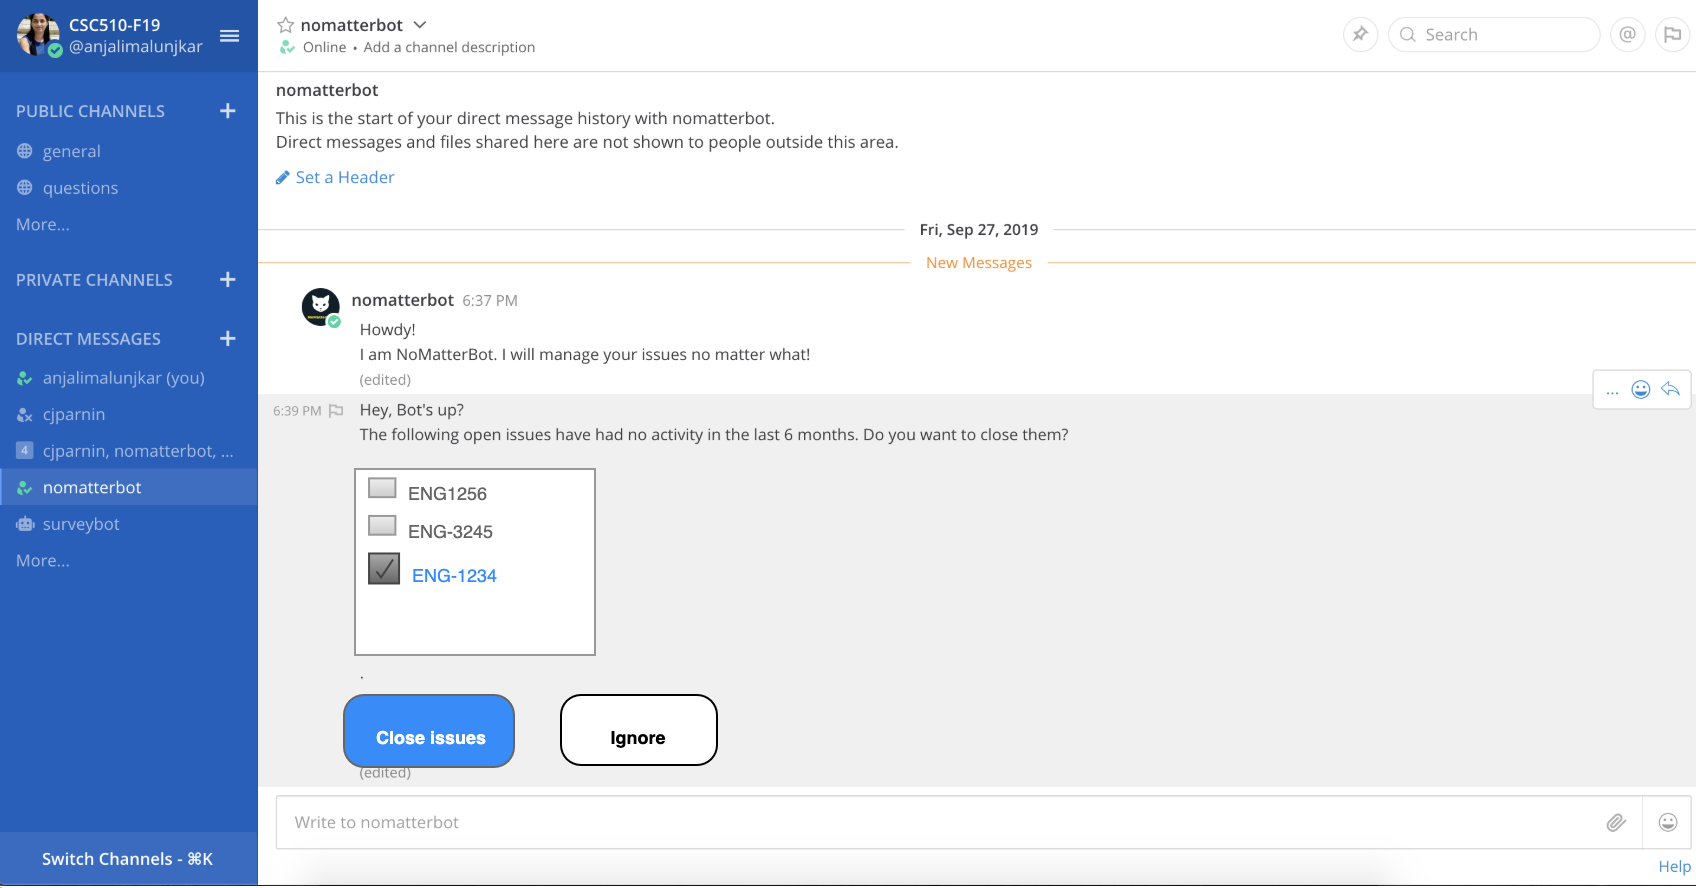 CSC510-F19
@anjalimalunjkar
PUBLIC CHANNELS
general
questions
More...
PRIVATE CHANNELS
DIRECT MESSAGES
anjalimalunjkar (you)
cjparnin
4 cjparnin, nomatterbot, ...
nomatterbot
surveybot
More...
Switch Channels - ⌘K
nomatterbot
Online • Add a channel description
Search
@
nomatterbot
This is the start of your direct message history with nomatterbot.
Direct messages and files shared here are not shown to people outside this area.
Set a Header
Fri, Sep 27, 2019
New Messages
nomatterbot 6:37 PM
Howdy!
I am NoMatterBot. I will manage your issues no matter what!
(edited)
...
6:39 PM Hey, Bot's up?
The following open issues have had no activity in the last 6 months. Do you want to close them?
ENG1256
ENG-3245
ENG-1234
.
Close issues
Ignore
(edited)
Write to nomatterbot
Help